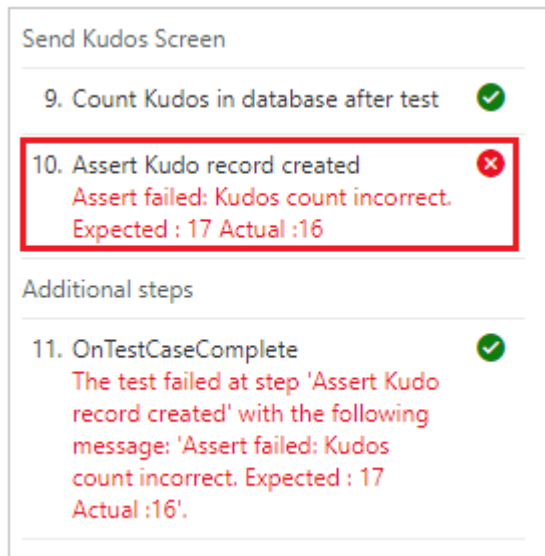 Send Kudos Screen
9. Count Kudos in database after test
10. Assert Kudo record created
Assert failed: Kudos count incorrect.
Expected : 17 Actual :16
Additional steps
11. OnTestCaseComplete
The test failed at step 'Assert Kudo
record created' with the following
message: 'Assert failed: Kudos
count incorrect. Expected : 17
Actual :16'.